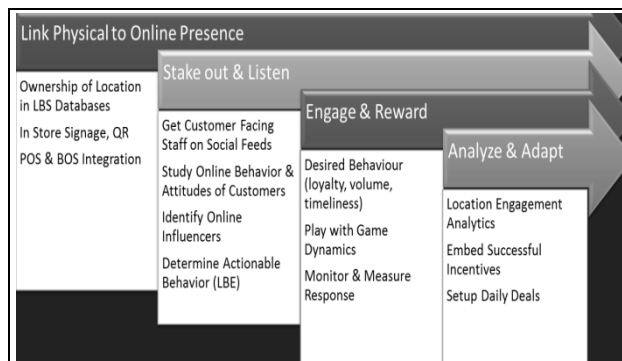 Link Physical to Online Presence
Ownership of Location
in LBS Databases
In Store Signage, QR
POS & BOS Integration
Stake out & Listen
Get Customer Facing
Staff on Social Feeds
Study Online Behavior &
Attitudes of Customers
Identify Online
Influencers
Determine Actionable
Behavior (LBE)
Engage & Reward
Desired Behaviour
(loyalty, volume,
timeliness)
Play with Game
Dynamics
Monitor & Measure
Response
Analyze & Adapt
Location Engagement
Analytics
Embed Successful
Incentives
Setup Daily Deals